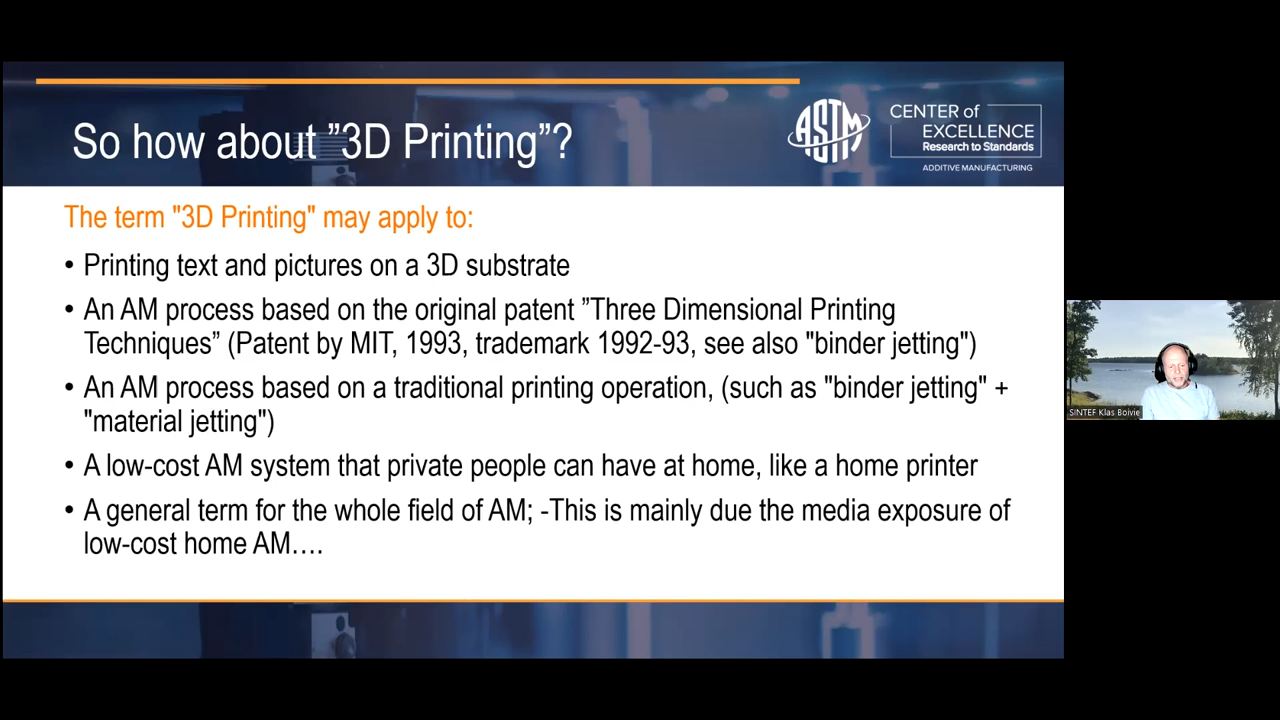 So how about ”3D Printing”?
ASTM
CENTER of
EXCELLENCE
Research to Standards
ADDITIVE MANUFACTURING
The term "3D Printing" may apply to:
• Printing text and pictures on a 3D substrate
• An AM process based on the original patent ”Three Dimensional Printing
Techniques” (Patent by MIT, 1993, trademark 1992-93, see also "binder jetting")
• An AM process based on a traditional printing operation, (such as "binder jetting" +
"material jetting")
• A low-cost AM system that private people can have at home, like a home printer
• A general term for the whole field of AM; -This is mainly due the media exposure of
low-cost home AM….
SINTEF Klas Boivie